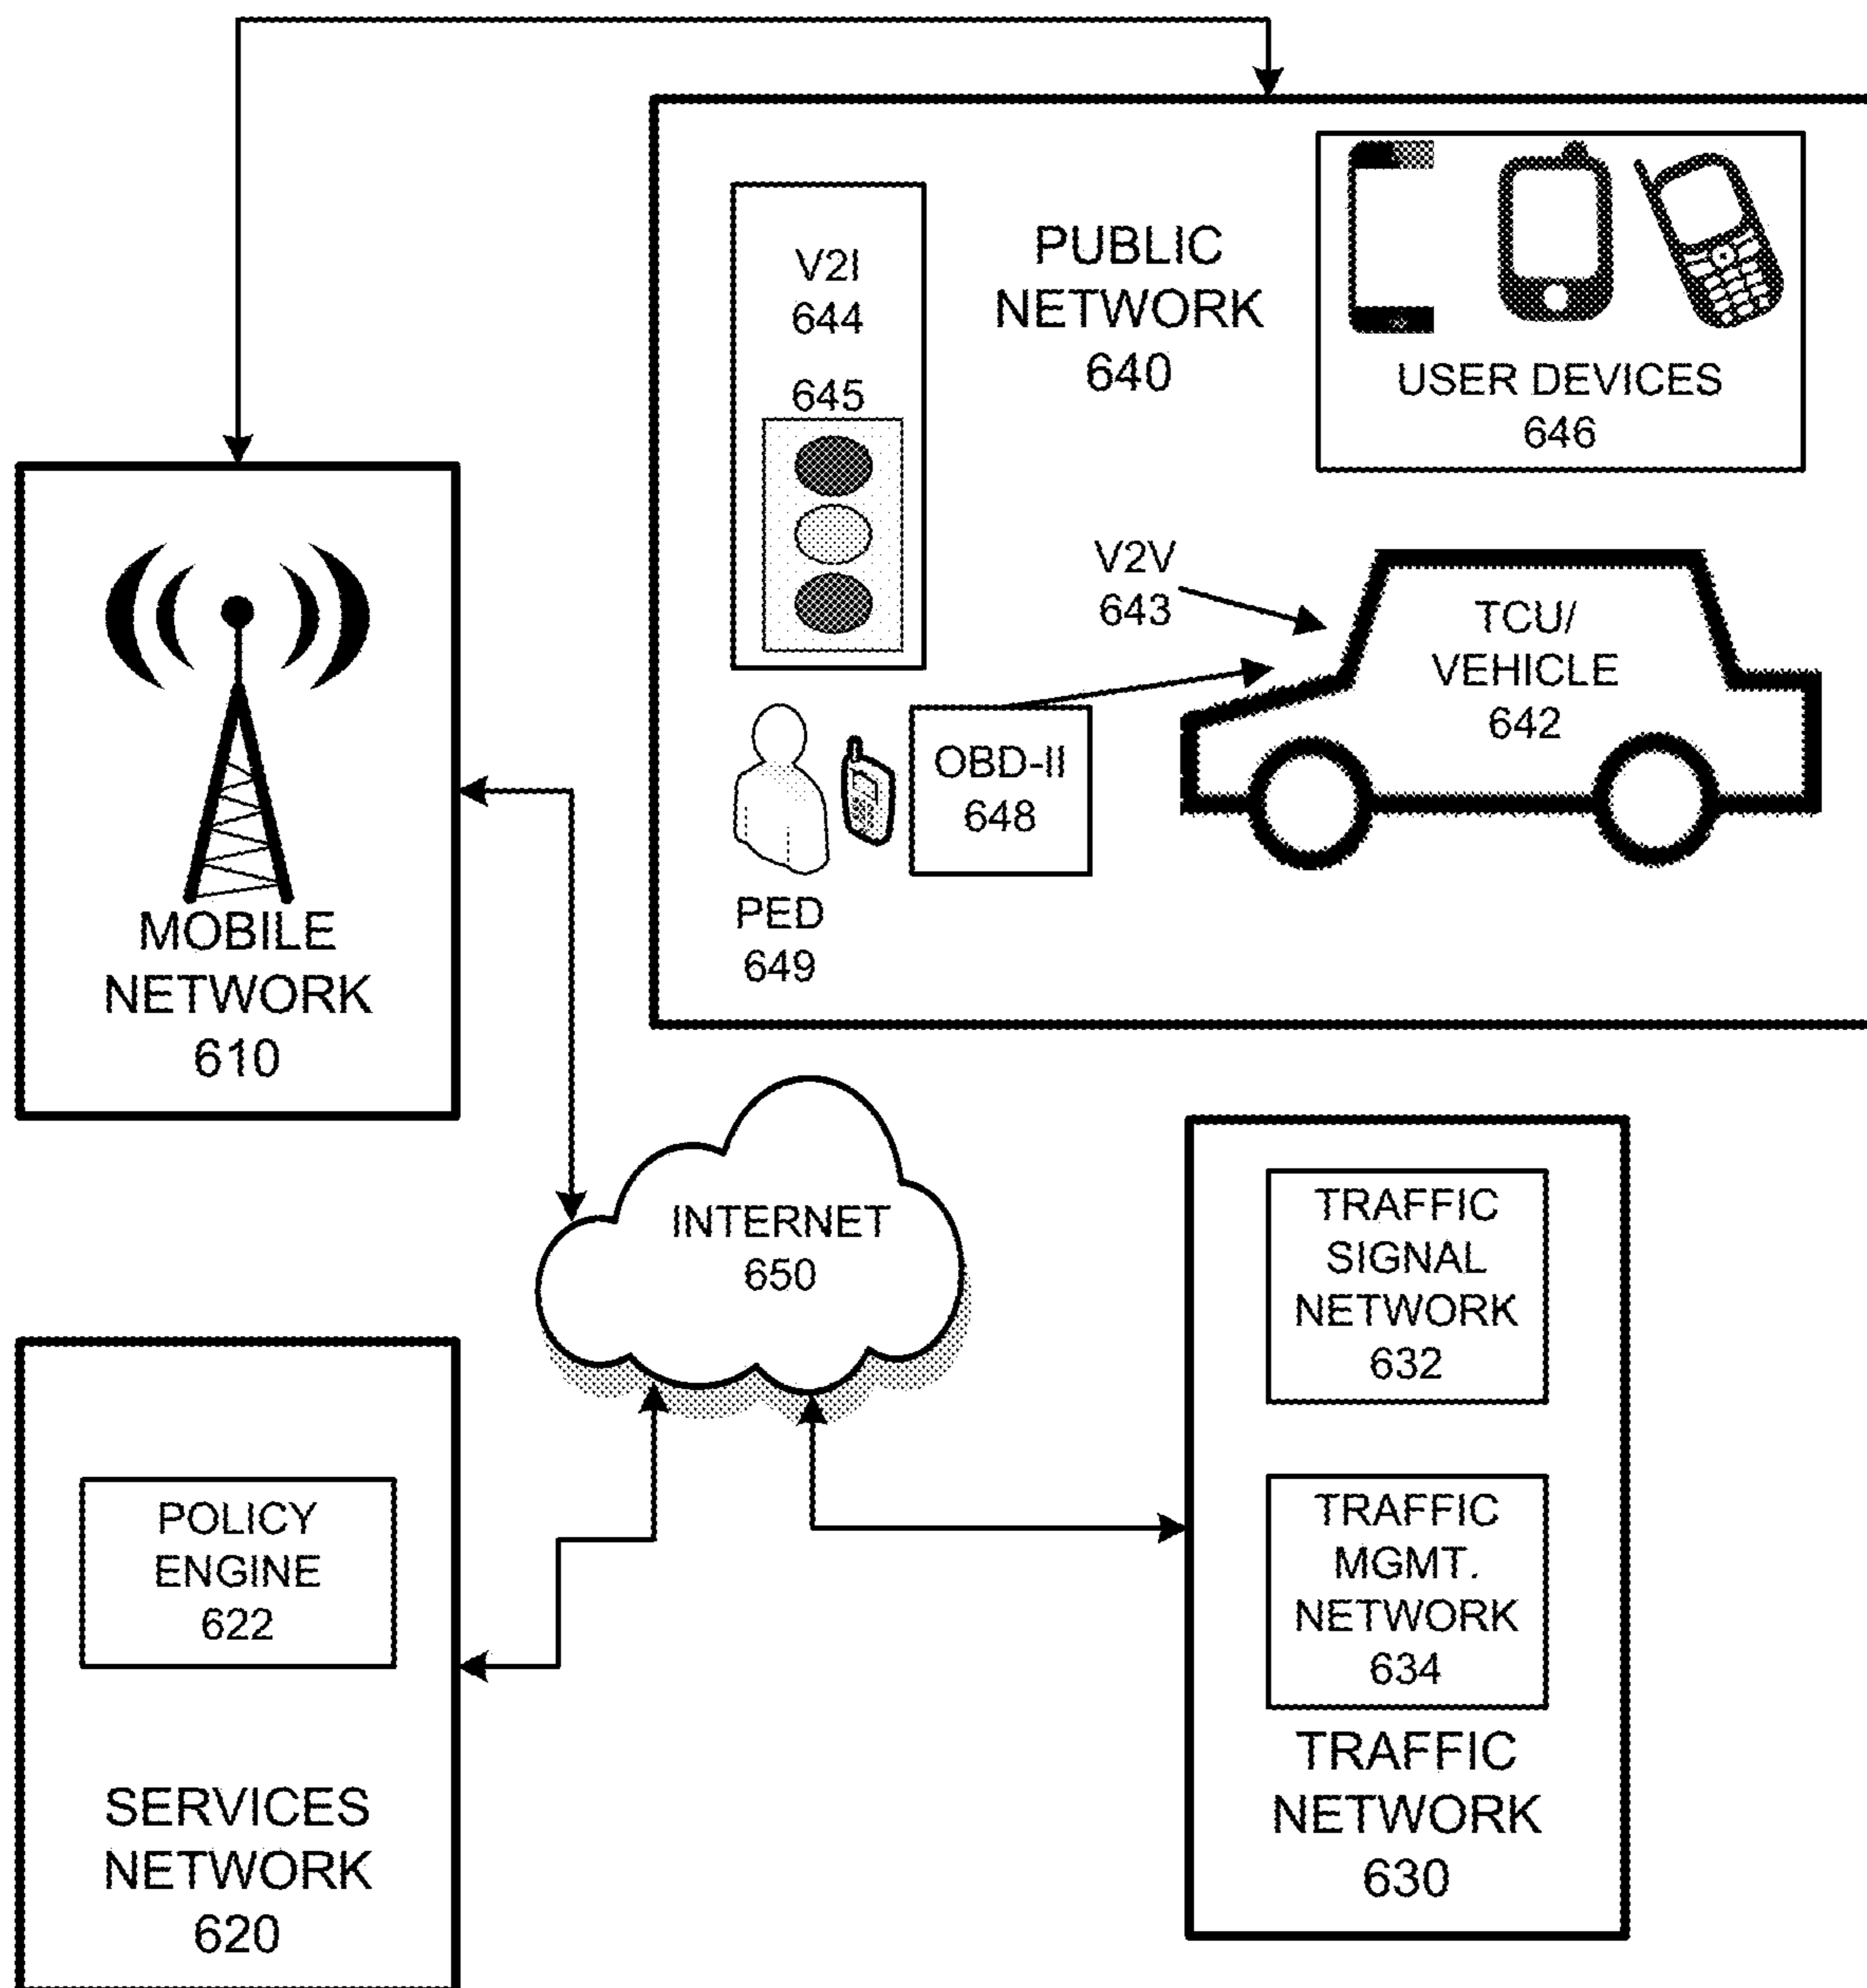 V2I
644
645
PUBLIC
NETWORK
640
USER DEVICES
646
V2V
643
TCU/
VEHICLE
642
OBD-II
648
PED
649
MOBILE
NETWORK
610
INTERNET
650
TRAFFIC
SIGNAL
NETWORK
632
TRAFFIC
MGMT.
NETWORK
634
TRAFFIC
NETWORK
630
POLICY
ENGINE
622
SERVICES
NETWORK
620